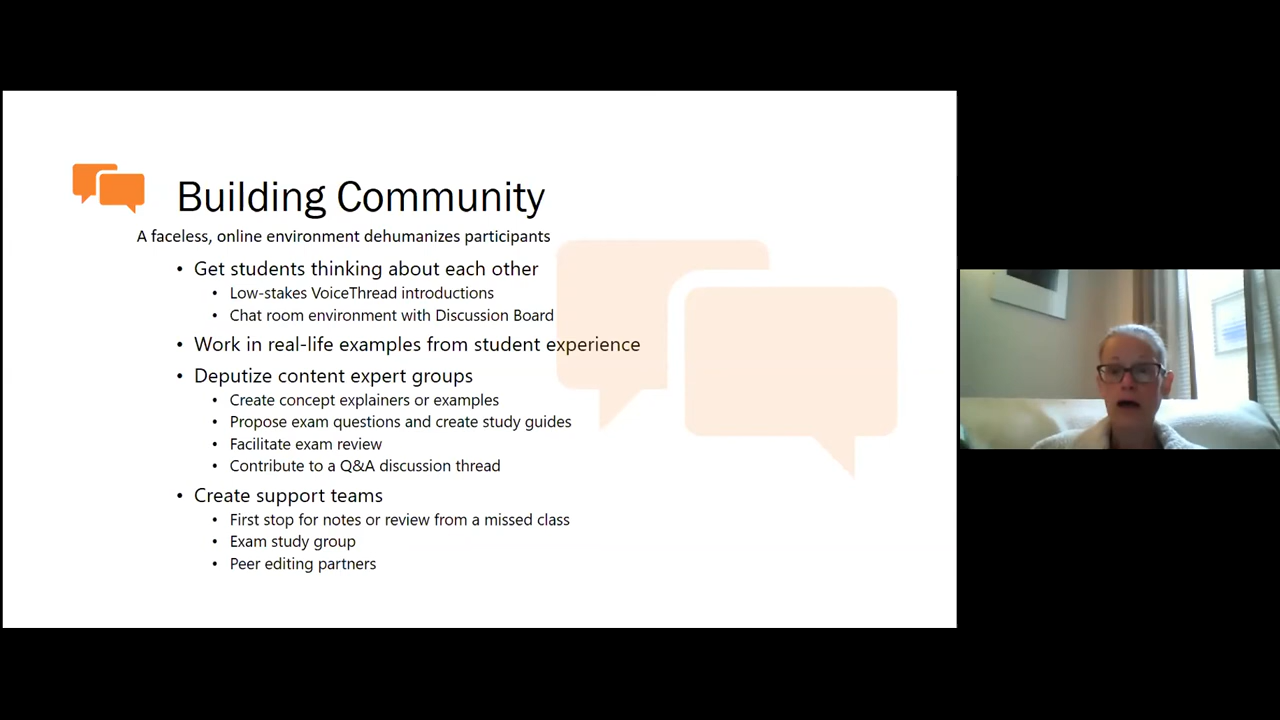 Building Community
A faceless, online environment dehumanizes participants
• Get students thinking about each other
• Low-stakes VoiceThread introductions
• Chat room environment with Discussion Board
• Work in real-life examples from student experience
• Deputize content expert groups
• Create concept explainers or examples
• Propose exam questions and create study guides
• Facilitate exam review
• Contribute to a Q&A discussion thread
• Create support teams
• First stop for notes or review from a missed class
• Exam study group
• Peer editing partners